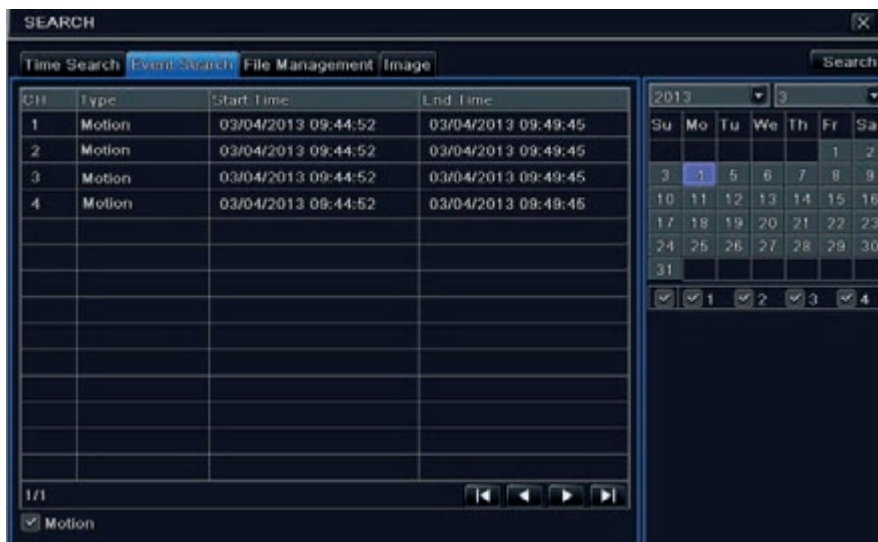 SEARCH
Time Search Event Search File Management Image
Search
CH Type Start Time End Time
1 Motion 03/04/2013 09:44:52 03/04/2013 09:49:45
2 Motion 03/04/2013 09:44:52 03/04/2013 09:49:45
3 Motion 03/04/2013 09:44:52 03/04/2013 09:49:45
4 Motion 03/04/2013 09:44:52 03/04/2013 09:49:45
1/1
Motion
2013 3
Su Mo Tu We Th Fr Sa
1 2
3 4 5 6 7 8 9
10 11 12 13 14 15 16
17 18 19 20 21 22 23
24 25 26 27 28 29 30
31
1 2 3 4